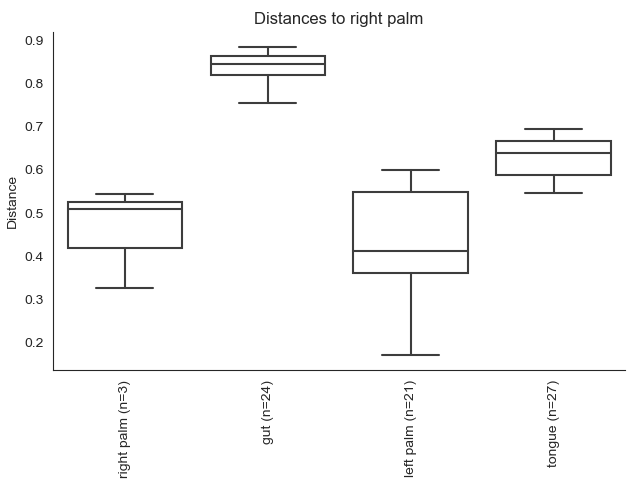 Distances to right palm
Distance
0.9
0.8
0.7
0.6
0.5
0.4
0.3
0.2
right palm (n=3)
gut (n=24)
left palm (n=21)
tongue (n=27)